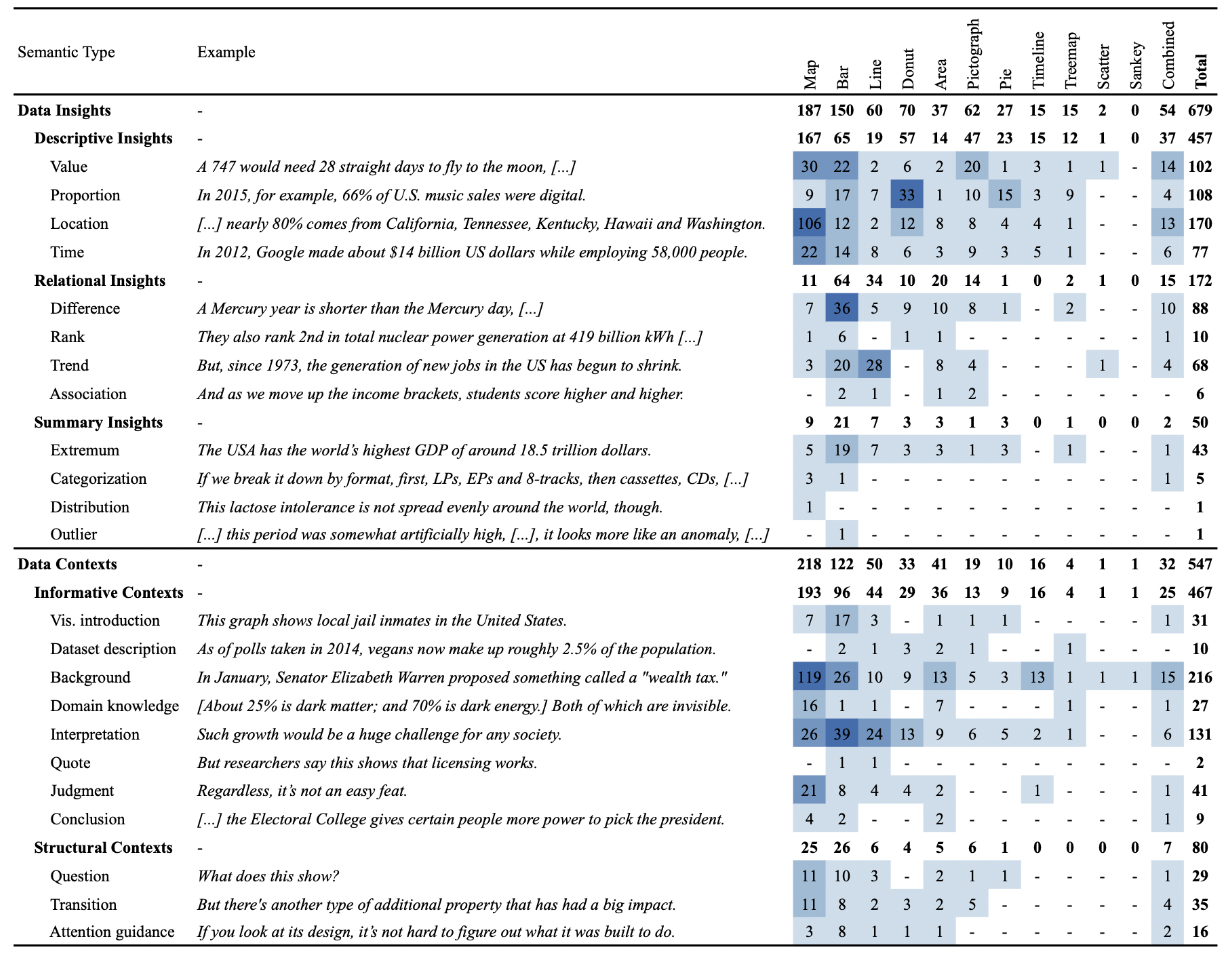 Semantic Type Example Map Bar Line Donut Area Pictograph Pie Timeline Treemap Scatter Sankey Combined Total
Data Insights - 187 150 60 70 37 62 27 15 15 2 0 54 679
Descriptive Insights - 167 65 19 57 14 47 23 15 12 1 0 37 457
Value A 747 would need 28 straight days to fly to the moon, [...] 30 22 2 6 2 20 1 3 1 1 - 14 102
Proportion In 2015, for example, 66% of U.S. music sales were digital. 9 17 7 33 1 10 15 3 9 - - 4 108
Location [...] nearly 80% comes from California, Tennessee, Kentucky, Hawaii and Washington. 106 12 2 12 8 8 4 4 1 - - 13 170
Time In 2012, Google made about $14 billion US dollars while employing 58,000 people. 22 14 8 6 3 9 3 5 1 - - 6 77
Relational Insights - 11 64 34 10 20 14 1 0 2 1 0 15 172
Difference A Mercury year is shorter than the Mercury day, [...] 7 36 5 9 10 8 1 - 2 - - 10 88
Rank They also rank 2nd in total nuclear power generation at 419 billion kWh [...] 1 6 - 1 1 - - - - - - 1 10
Trend But, since 1973, the generation of new jobs in the US has begun to shrink. 3 20 28 - 8 4 - - - 1 - 4 68
Association And as we move up the income brackets, students score higher and higher. - 2 1 - 1 2 - - - - - - 6
Summary Insights - 9 21 7 3 3 1 3 0 1 0 0 2 50
Extremum The USA has the world's highest GDP of around 18.5 trillion dollars. 5 19 7 3 3 1 3 - 1 - - 1 43
Categorization If we break it down by format, first, LPs, EPs and 8-tracks, then cassettes, CDs, [...] 3 1 - - - - - - - - - 1 5
Distribution This lactose intolerance is not spread evenly around the world, though. 1 - - - - - - - - - - - 1
Outlier [...] this period was somewhat artificially high, [...], it looks more like an anomaly, [...] - 1 - - - - - - - - - - 1
Data Contexts - 218 122 50 33 41 19 10 16 4 1 1 32 547
Informative Contexts - 193 96 44 29 36 13 9 16 4 1 1 25 467
Vis. introduction This graph shows local jail inmates in the United States. 7 17 3 - 1 1 1 - - - - 1 31
Dataset description As of polls taken in 2014, vegans now make up roughly 2.5% of the population. - 2 1 3 2 1 - - 1 - - - 10
Background In January, Senator Elizabeth Warren proposed something called a "wealth tax." 119 26 10 9 13 5 3 13 1 1 1 15 216
Domain knowledge [About 25% is dark matter; and 70% is dark energy.] Both of which are invisible. 16 1 1 - 7 - - - 1 - - 1 27
Interpretation Such growth would be a huge challenge for any society. 26 39 24 13 9 6 5 2 1 - - 6 131
Quote But researchers say this shows that licensing works. - 1 1 - - - - - - - - - 2
Judgment Regardless, it's not an easy feat. 21 8 4 4 2 - - 1 - - - 1 41
Conclusion [...] the Electoral College gives certain people more power to pick the president. 4 2 - - 2 - - - - - - 1 9
Structural Contexts - 25 26 6 4 5 6 1 0 0 0 0 7 80
Question What does this show? 11 10 3 - 2 1 1 - - - - 1 29
Transition But there's another type of additional property that has had a big impact. 11 8 2 3 2 5 - - - - - 4 35
Attention guidance If you look at its design, it's not hard to figure out what it was built to do. 3 8 1 1 1 - - - - - - 2 16